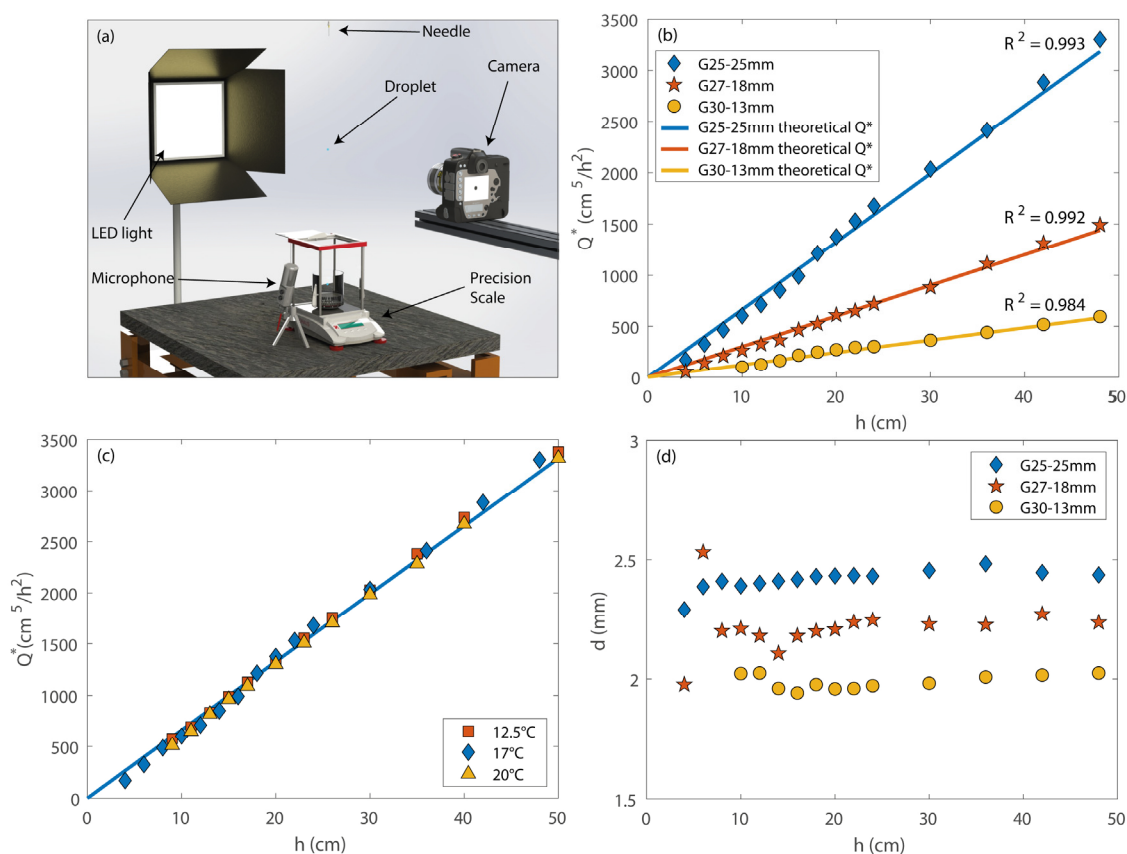 (a)
Needle
Camera
Droplet
LED light
Microphone
Precision
Scale
(b)
G25-25mm
G27-18mm
G30-13mm
G25-25mm theoretical Q*
G27-18mm theoretical Q*
G30-13mm theoretical Q*
R² = 0.993
R² = 0.992
R² = 0.984
3500
3000
2500
2000
1500
1000
500
0
Q* (cm⁵/h²)
0 10 20 30 40 50
h (cm)
(c)
3500
3000
2500
2000
1500
1000
500
0
Q* (cm⁵/h²)
12.5°C
17°C
20°C
0 10 20 30 40 50
h (cm)
(d)
G25-25mm
G27-18mm
G30-13mm
3
2.5
2
1.5
d (mm)
0 10 20 30 40 50
h (cm)